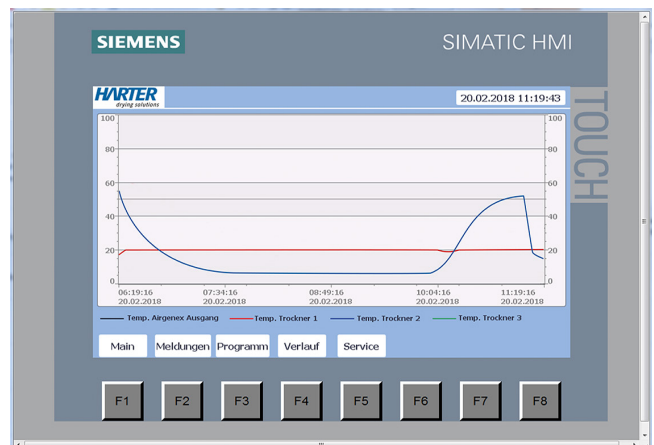 SIEMENS
SIMATIC HMI
HARTER
drying solutions
20.02.2018 11:19:43
TOUCH
100 100
80 80
60 60
40 40
20 20
0 0
06:19:16 07:34:16 08:49:16 10:04:16 11:19:16
20.02.2018 20.02.2018 20.02.2018 20.02.2018 20.02.2018
Temp. Airgenex Ausgang Temp. Trockner 1 Temp. Trockner 2 Temp. Trockner 3
Main Meldungen Programm Verlauf Service
F1 F2 F3 F4 F5 F6 F7 F8